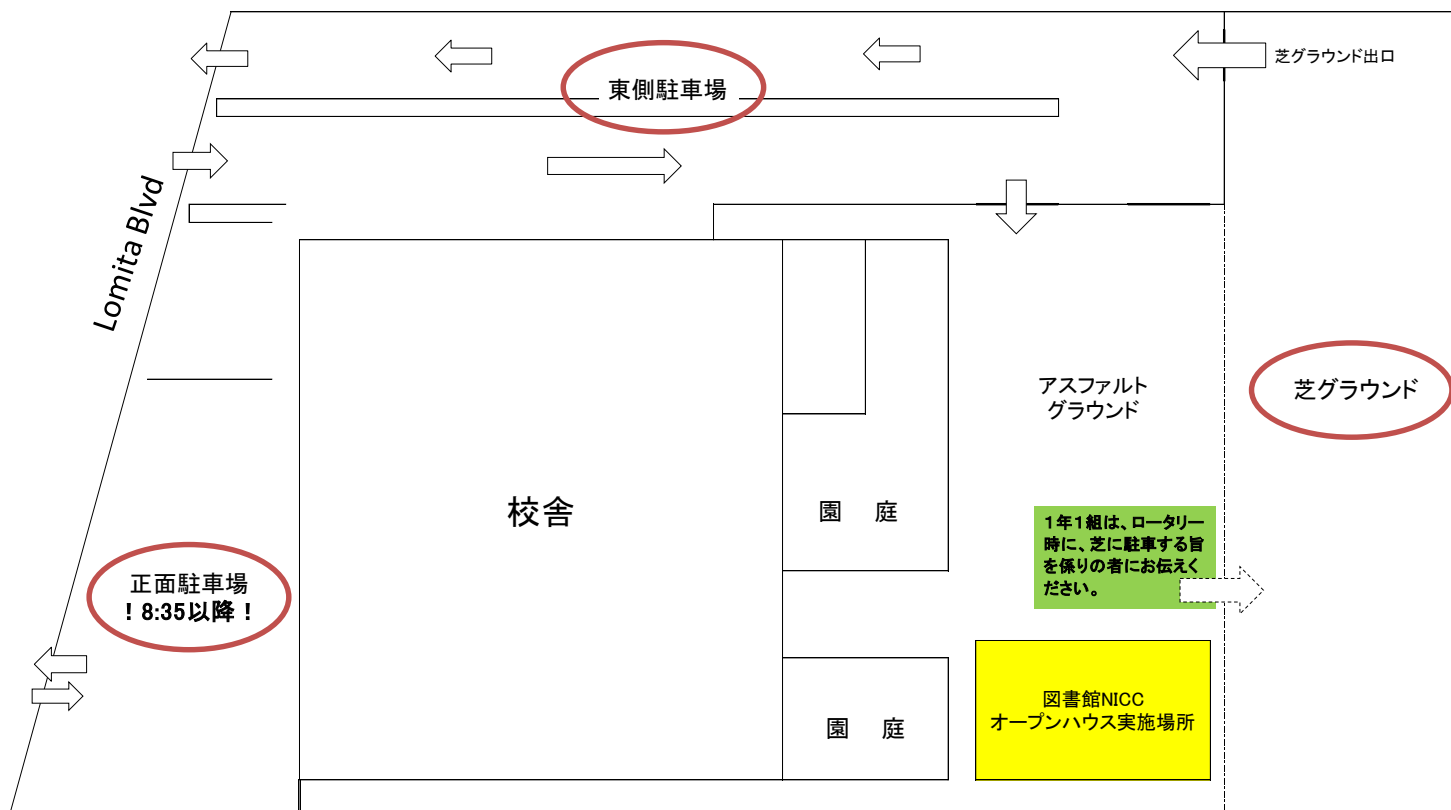 芝グラウンド出口
東側駐車場
Lomita Blvd
アスファルト
グラウンド
芝グラウンド
校舎
園　庭
１年１組は、ロータリー
時に、芝に駐車する旨
を係りの者にお伝えく
ださい。
正面駐車場
！8:35以降！
図書館NICC
オープンハウス実施場所
園　庭